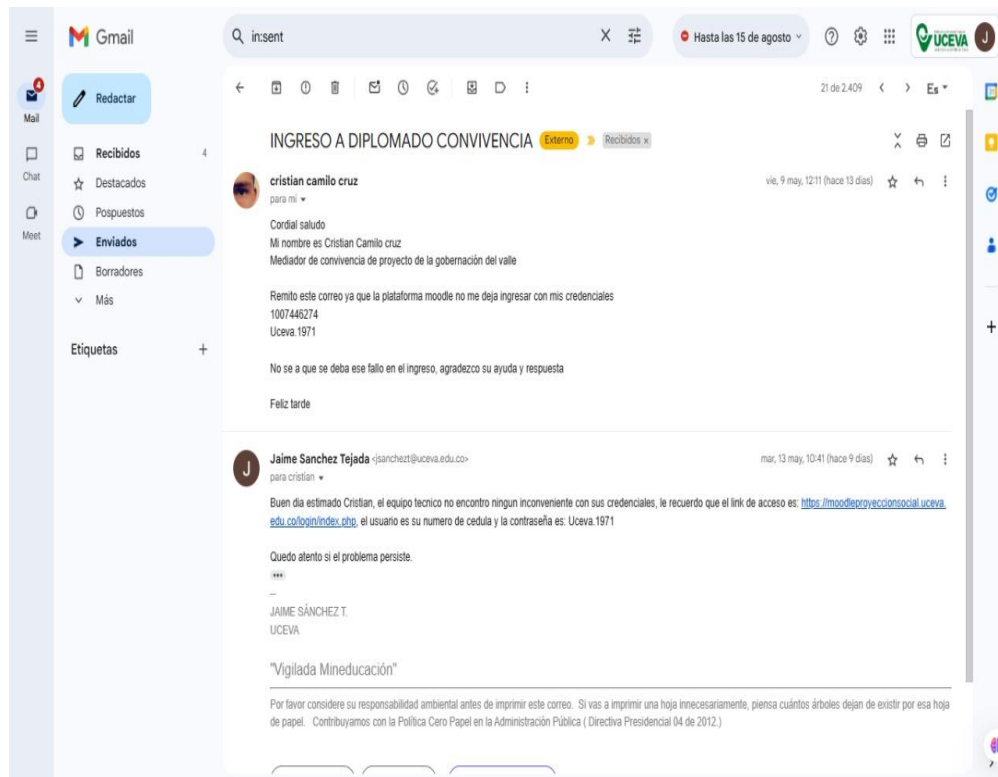 Gmail
in:sent
Hasta las 15 de agosto
UCEVA
J
4
Mail
Chat
Meet
Redactar
Recibidos 4
Destacados
Pospuestos
Enviados
Borradores
Más
Etiquetas
21 de 2.409
Es
INGRESO A DIPLOMADO CONVIVENCIA Externo Recibidos x
cristian camilo cruz
vie, 9 may, 12:11 (hace 13 días)
para mí
Cordial saludo
Mi nombre es Cristian Camilo cruz
Mediador de convivencia de proyecto de la gobernación del valle
Remito este correo ya que la plataforma moodle no me deja ingresar con mis credenciales
1007446274
Uceva.1971
No se a que se deba ese fallo en el ingreso, agradezco su ayuda y respuesta
Feliz tarde
J
Jaime Sanchez Tejada <jsanchezt@uceva.edu.co>
mar, 13 may, 10:41 (hace 9 días)
para cristian
Buen dia estimado Cristian, el equipo tecnico no encontro ningun inconveniente con sus credenciales, le recuerdo que el link de acceso es: https://moodleproyeccionsocial.uceva.
edu.co/login/index.php, el usuario es su numero de cedula y la contraseña es: Uceva.1971
Quedo atento si el problema persiste.
...
--
JAIME SÁNCHEZ T.
UCEVA
"Vigilada Mineducación"
Por favor considere su responsabilidad ambiental antes de imprimir este correo. Si vas a imprimir una hoja innecesariamente, piensa cuántos árboles dejan de existir por esa hoja
de papel. Contribuyamos con la Política Cero Papel en la Administración Pública ( Directiva Presidencial 04 de 2012.)